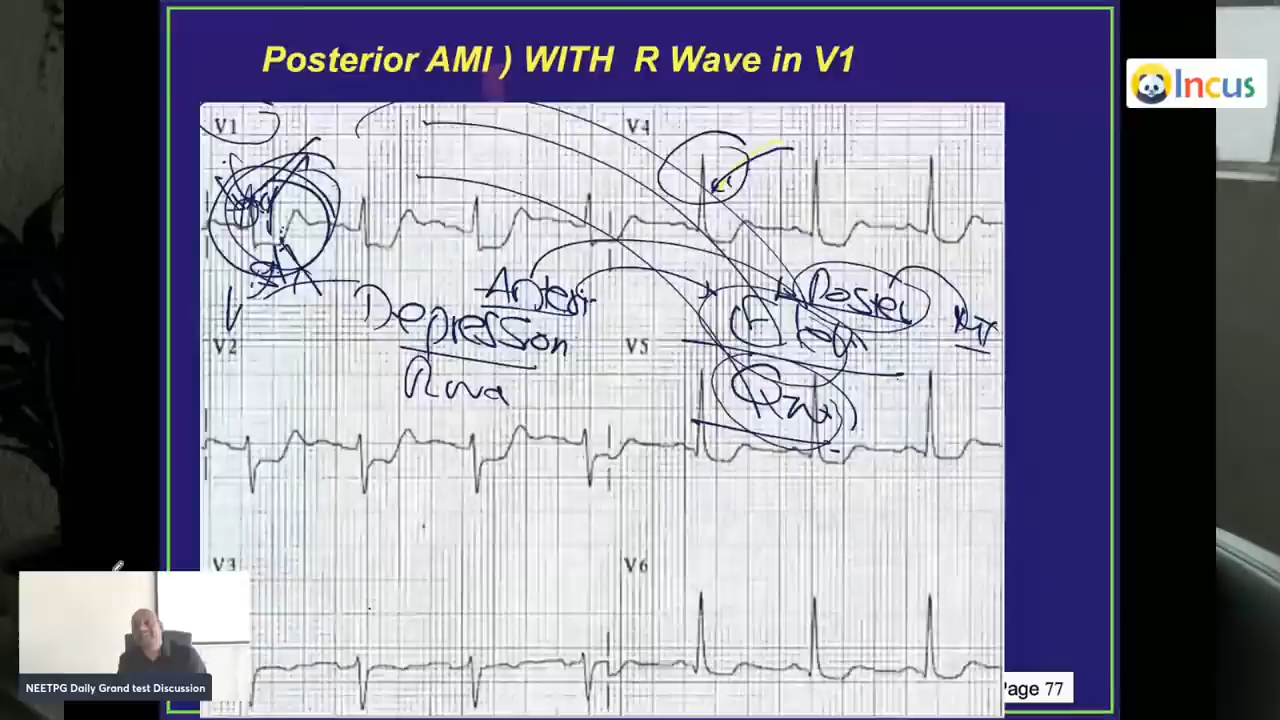 Posterior AMI ) WITH R Wave in V1
Incus
V1
V4
Anteri
Depression
V2
V5
V3
V6
NEETPG Daily Grand test Discussion
Page 77